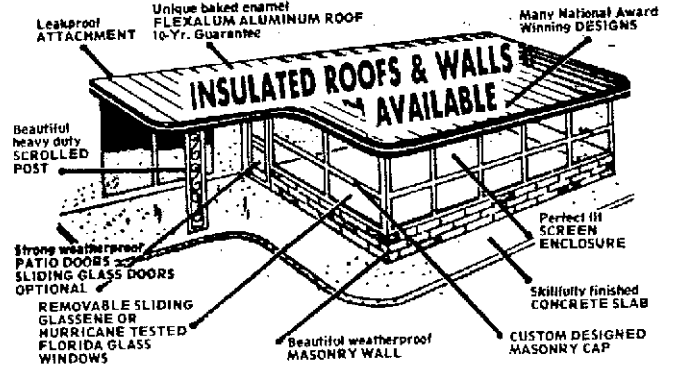 Leakproof
ATTACHMENT
Unique baked enamel
FLEXALUM ALUMINUM ROOF
10-Yr. Guarantee
Many National Award
Winning DESIGNS
INSULATED ROOFS & WALLS
AVAILABLE
Beautiful
heavy duty
SCROLLED
POST
Strong weatherproof
PATIO DOORS
SLIDING GLASS DOORS
OPTIONAL
REMOVABLE SLIDING
GLASSENE OR
HURRICANE TESTED
FLORIDA GLASS
WINDOWS
Beautiful weatherproof
MASONRY WALL
Perfect fit
SCREEN
ENCLOSURE
Skillfully finished
CONCRETE SLAB
CUSTOM DESIGNED
MASONRY CAP